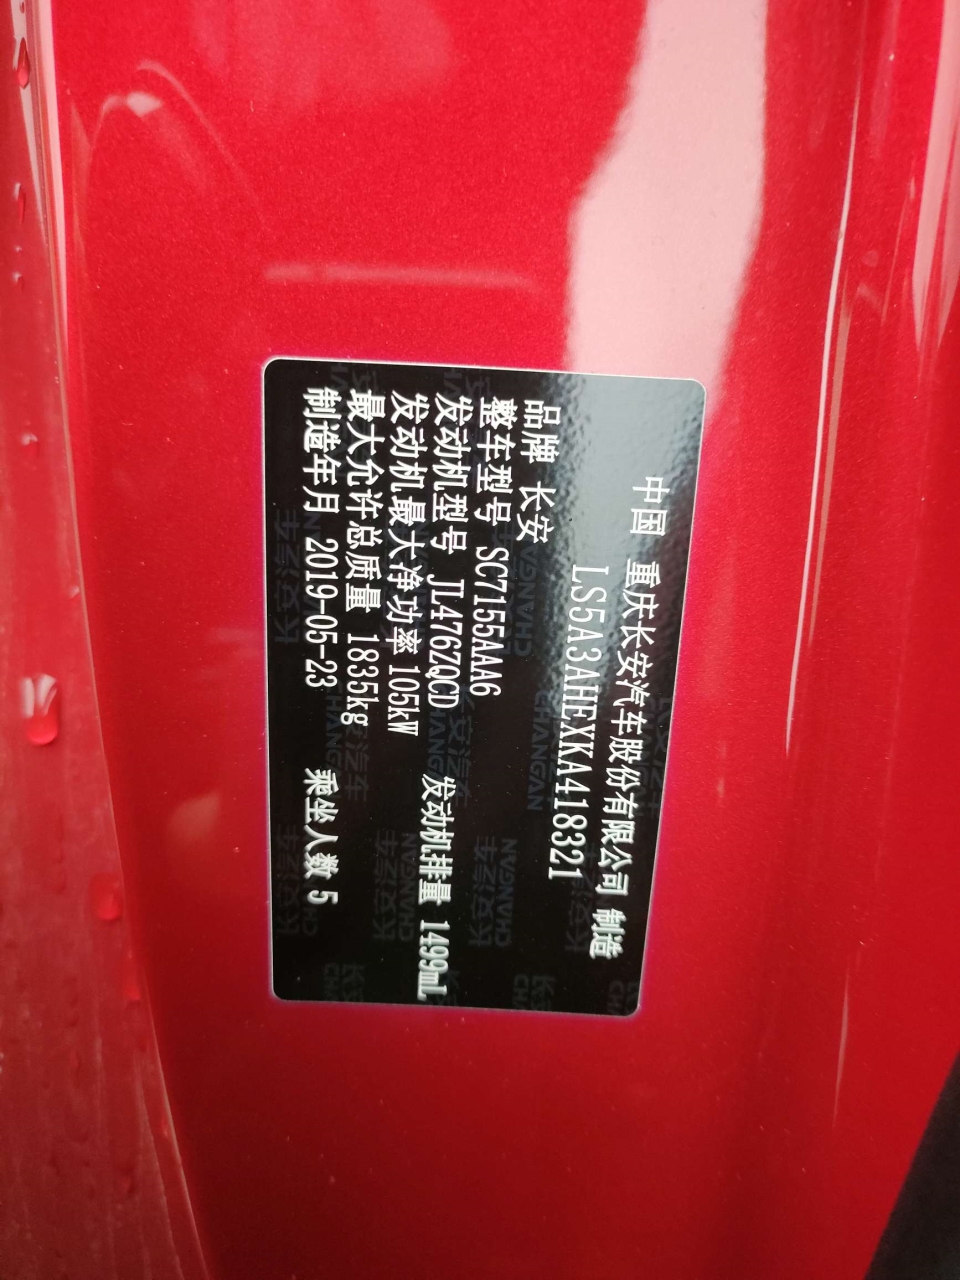 中国 重庆长安汽车股份有限公司 制造
LS5A3AHEXKA418321
品牌 长安
整车型号 SC7155AAA6
发动机型号 JL476ZQCD 发动机排量 1499mL
发动机最大净功率 105kW
最大允许总质量 1835kg
制造年月 2019-05-23 乘坐人数 5